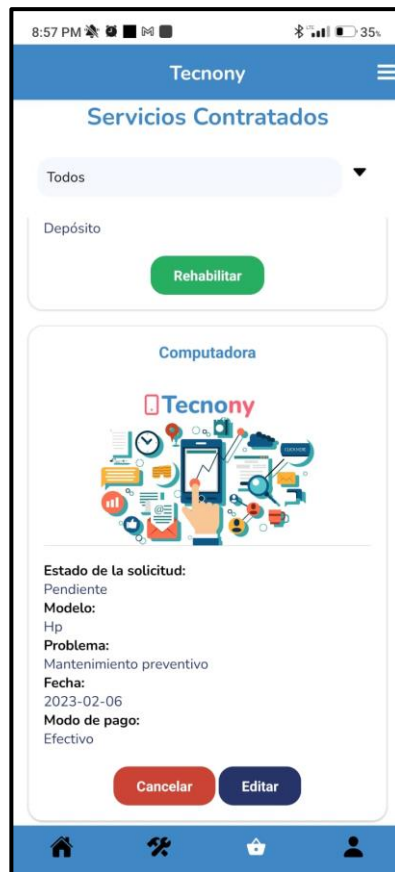 8:57 PM
35%
Tecnony
Servicios Contratados
Todos
Depósito
Rehabilitar
Computadora
Tecnony
Estado de la solicitud:
Pendiente
Modelo:
Hp
Problema:
Mantenimiento preventivo
Fecha:
2023-02-06
Modo de pago:
Efectivo
Cancelar
Editar